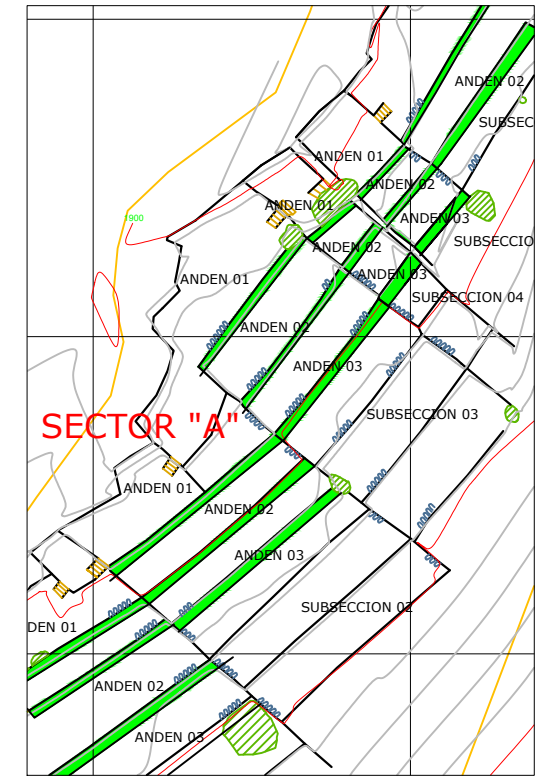 ANDEN 02
SUBSEC
ANDEN 01
ANDEN 02
ANDEN 01
ANDEN 03
1900
SUBSECCIO
ANDEN 02
ANDEN 03
ANDEN 01
SUBSECCION 04
ANDEN 02
ANDEN 03
SUBSECCION 03
SECTOR "A"
ANDEN 01
ANDEN 02
ANDEN 03
SUBSECCION 02
DEN 01
ANDEN 02
ANDEN 03